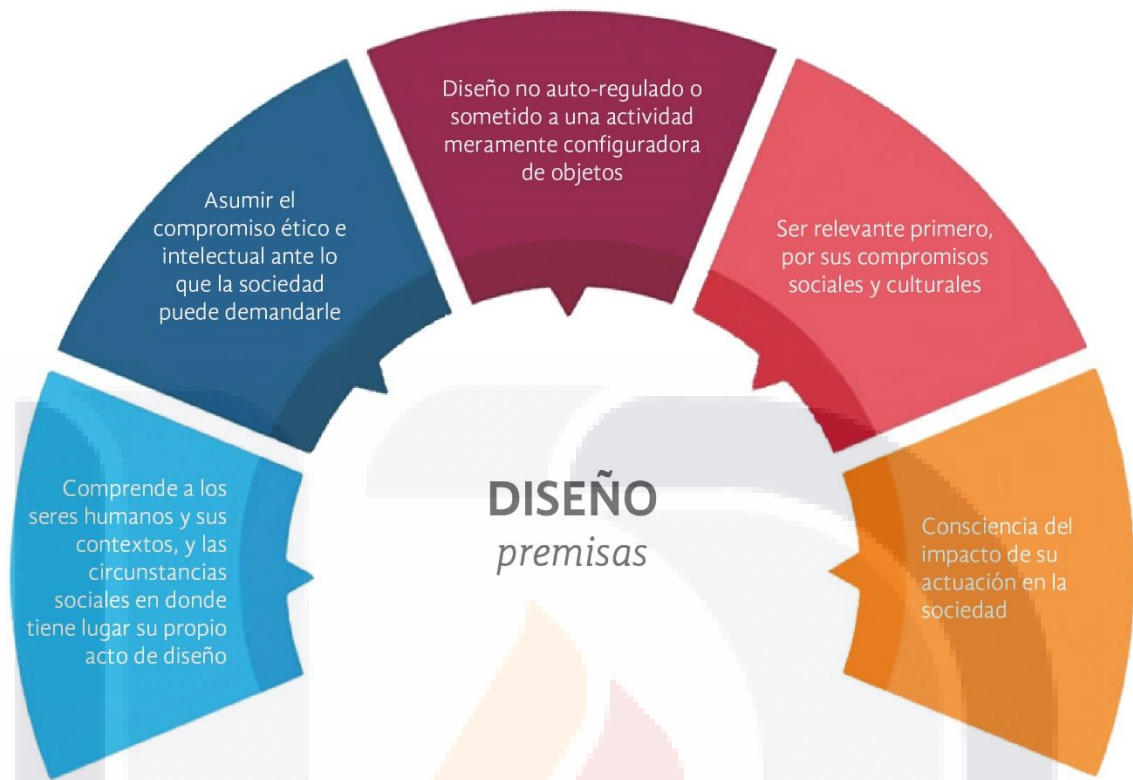 Diseño no auto-regulado o
sometido a una actividad
meramente configuradora
de objetos
Asumir el
compromiso ético e
intelectual ante lo
que la sociedad
puede demandarle
Ser relevante primero,
por sus compromisos
sociales y culturales
Comprende a los
seres humanos y sus
contextos, y las
circunstancias
sociales en donde
tiene lugar su propio
acto de diseño
DISEÑO
premisas
Consciencia del
impacto de su
actuación en la
sociedad